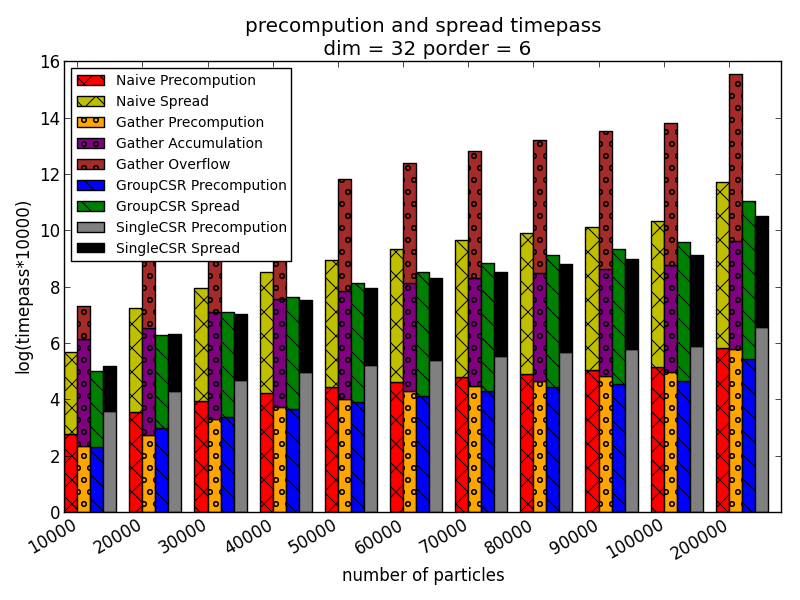 precompution and spread timepass
dim = 32 porder = 6
log(timepass*10000)
16
14
12
10
8
6
4
2
0
Naive Precompution
Naive Spread
Gather Precompution
Gather Accumulation
Gather Overflow
GroupCSR Precompution
GroupCSR Spread
SingleCSR Precompution
SingleCSR Spread
10000
20000
30000
40000
50000
60000
70000
80000
90000
100000
200000
number of particles